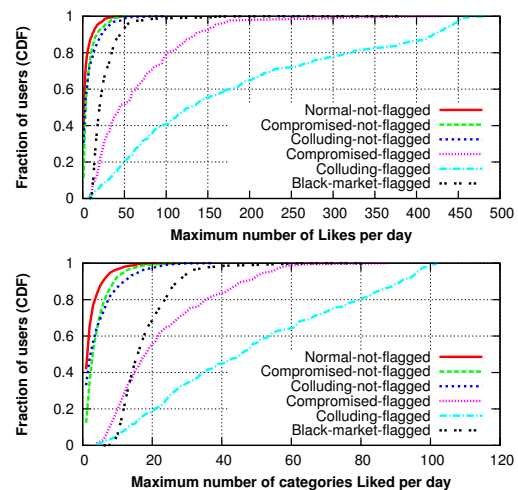 1
0.8
0.6
0.4
0.2
0
0 50 100 150 200 250 300 350 400 450 500
Fraction of users (CDF)
Maximum number of Likes per day
Normal-not-flagged
Compromised-not-flagged
Colluding-not-flagged
Compromised-flagged
Colluding-flagged
Black-market-flagged
1
0.8
0.6
0.4
0.2
0
0 20 40 60 80 100 120
Fraction of users (CDF)
Maximum number of categories Liked per day
Normal-not-flagged
Compromised-not-flagged
Colluding-not-flagged
Compromised-flagged
Colluding-flagged
Black-market-flagged